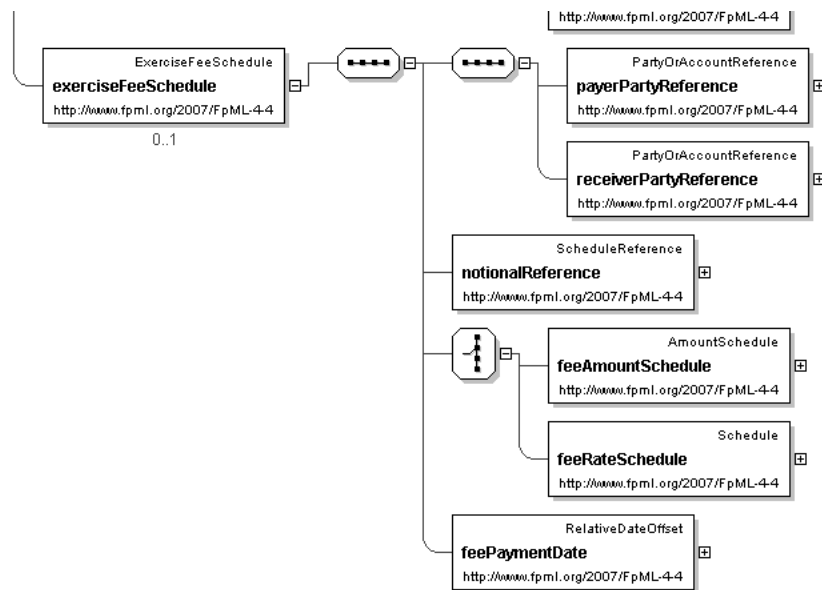 http://www.fpml.org/2007/FpML-4-4
ExerciseFeeSchedule
exerciseFeeSchedule
http://www.fpml.org/2007/FpML-4-4
0..1
PartyOrAccountReference
payerPartyReference
http://www.fpml.org/2007/FpML-4-4
PartyOrAccountReference
receiverPartyReference
http://www.fpml.org/2007/FpML-4-4
ScheduleReference
notionalReference
http://www.fpml.org/2007/FpML-4-4
AmountSchedule
feeAmountSchedule
http://www.fpml.org/2007/FpML-4-4
Schedule
feeRateSchedule
http://www.fpml.org/2007/FpML-4-4
RelativeDateOffset
feePaymentDate
http://www.fpml.org/2007/FpML-4-4